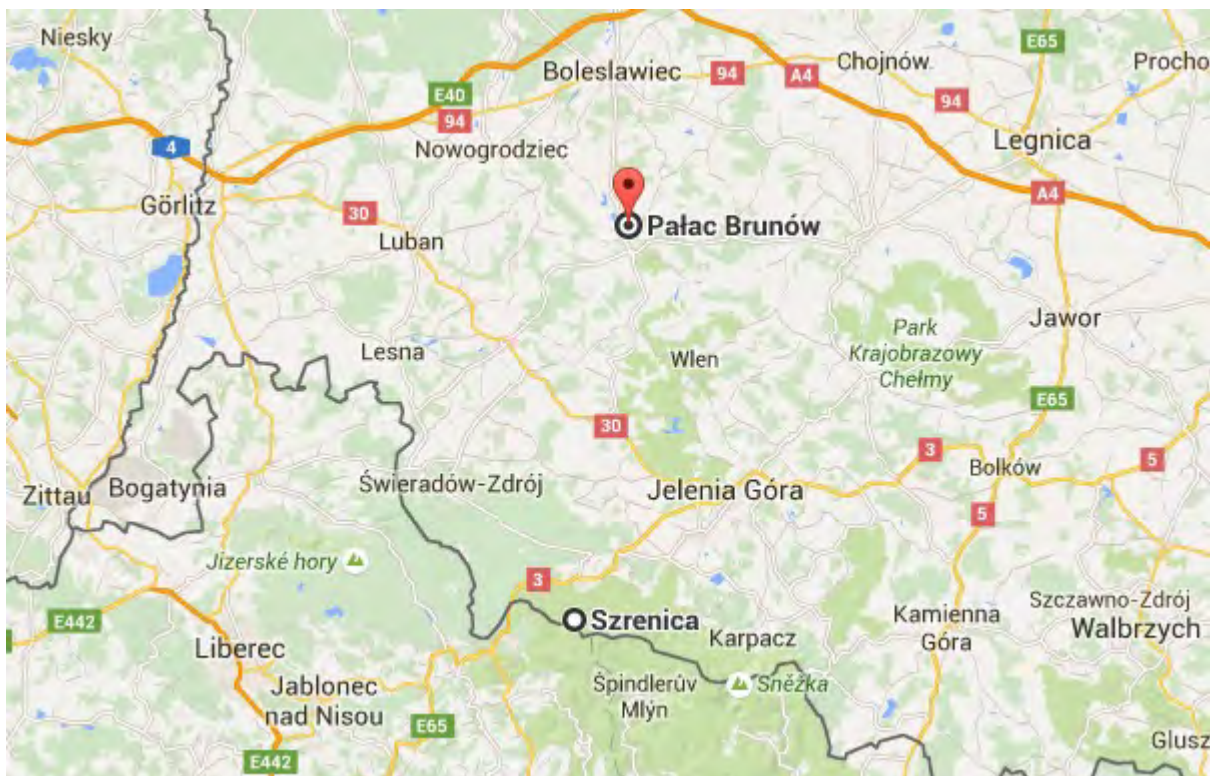 Niesky
E65
Procho
Boleslawiec
94
A4
Chojnów
E40
94
94
Legnica
4
Nowogrodziec
A4
Görlitz
30
Pałac Brunów
Luban
Jawor
Park
Krajobrazowy
Chełmy
Lesna
Wlen
E65
30
3
Bolków
5
Zittau
Bogatynia
Świeradów-Zdrój
Jelenia Góra
5
Jizerské hory
3
Szczawno-Zdrój
Walbrzych
E442
Szrenica
Kamienna
Góra
Liberec
Karpacz
Jablonec
nad Nisou
Špindlerův
Mlýn
Sněžka
E65
Glusz
E442